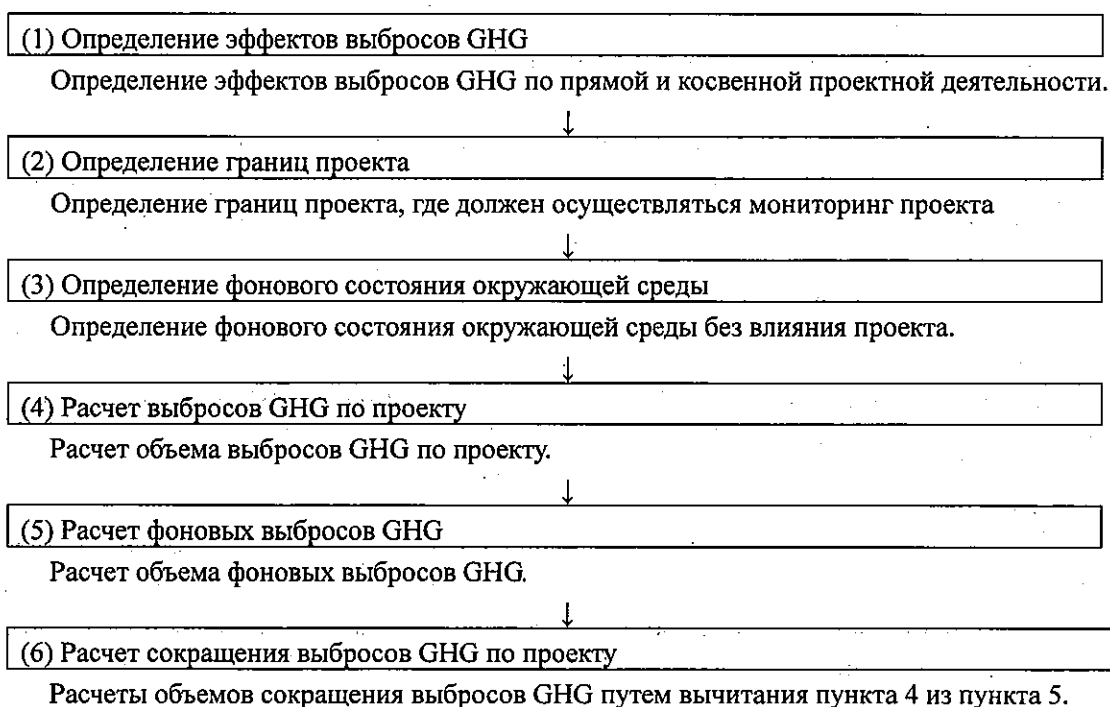 (1) Определение эффектов выбросов GHG
Определение эффектов выбросов GHG по прямой и косвенной проектной деятельности.
↓
(2) Определение границ проекта
Определение границ проекта, где должен осуществляться мониторинг проекта
↓
(3) Определение фонового состояния окружающей среды
Определение фонового состояния окружающей среды без влияния проекта.
↓
(4) Расчет выбросов GHG по проекту
Расчет объема выбросов GHG по проекту.
↓
(5) Расчет фоновых выбросов GHG
Расчет объема фоновых выбросов GHG.
↓
(6) Расчет сокращения выбросов GHG по проекту
Расчеты объемов сокращения выбросов GHG путем вычитания пункта 4 из пункта 5.